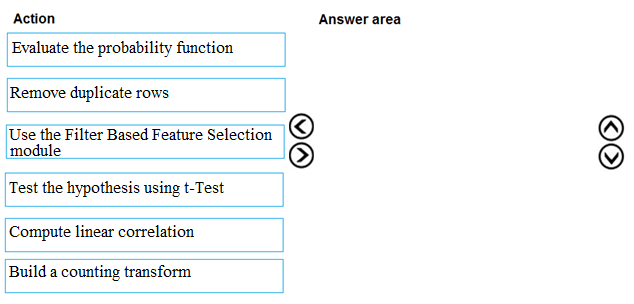 Action
Answer area
Evaluate the probability function
Remove duplicate rows
Use the Filter Based Feature Selection
module
Test the hypothesis using t-Test
Compute linear correlation
Build a counting transform